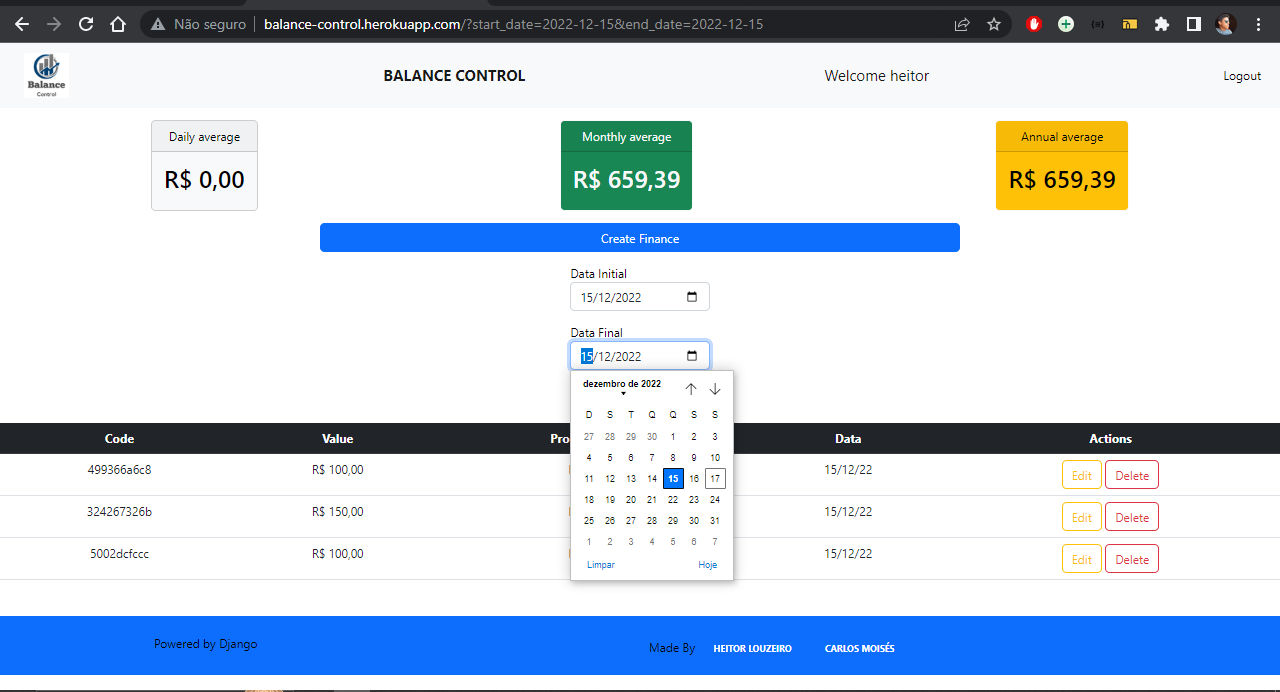 Não seguro balance-control.herokuapp.com/?start_date=2022-12-15&end_date=2022-12-15
Balance
Control
BALANCE CONTROL
Welcome heitor
Logout
Daily average
R$ 0,00
Monthly average
R$ 659,39
Annual average
R$ 659,39
Create Finance
Data Initial
15/12/2022
Data Final
15/12/2022
dezembro de 2022
D S T Q Q S S
27 28 29 30 1 2 3
4 5 6 7 8 9 10
11 12 13 14 15 16 17
18 19 20 21 22 23 24
25 26 27 28 29 30 31
1 2 3 4 5 6 7
Limpar Hoje
Code Value Data Actions
499366a6c8 R$ 100,00 15/12/22 Edit Delete
324267326b R$ 150,00 15/12/22 Edit Delete
5002dcfccc R$ 100,00 15/12/22 Edit Delete
Powered by Django
Made By HEITOR LOUZEIRO CARLOS MOISÉS